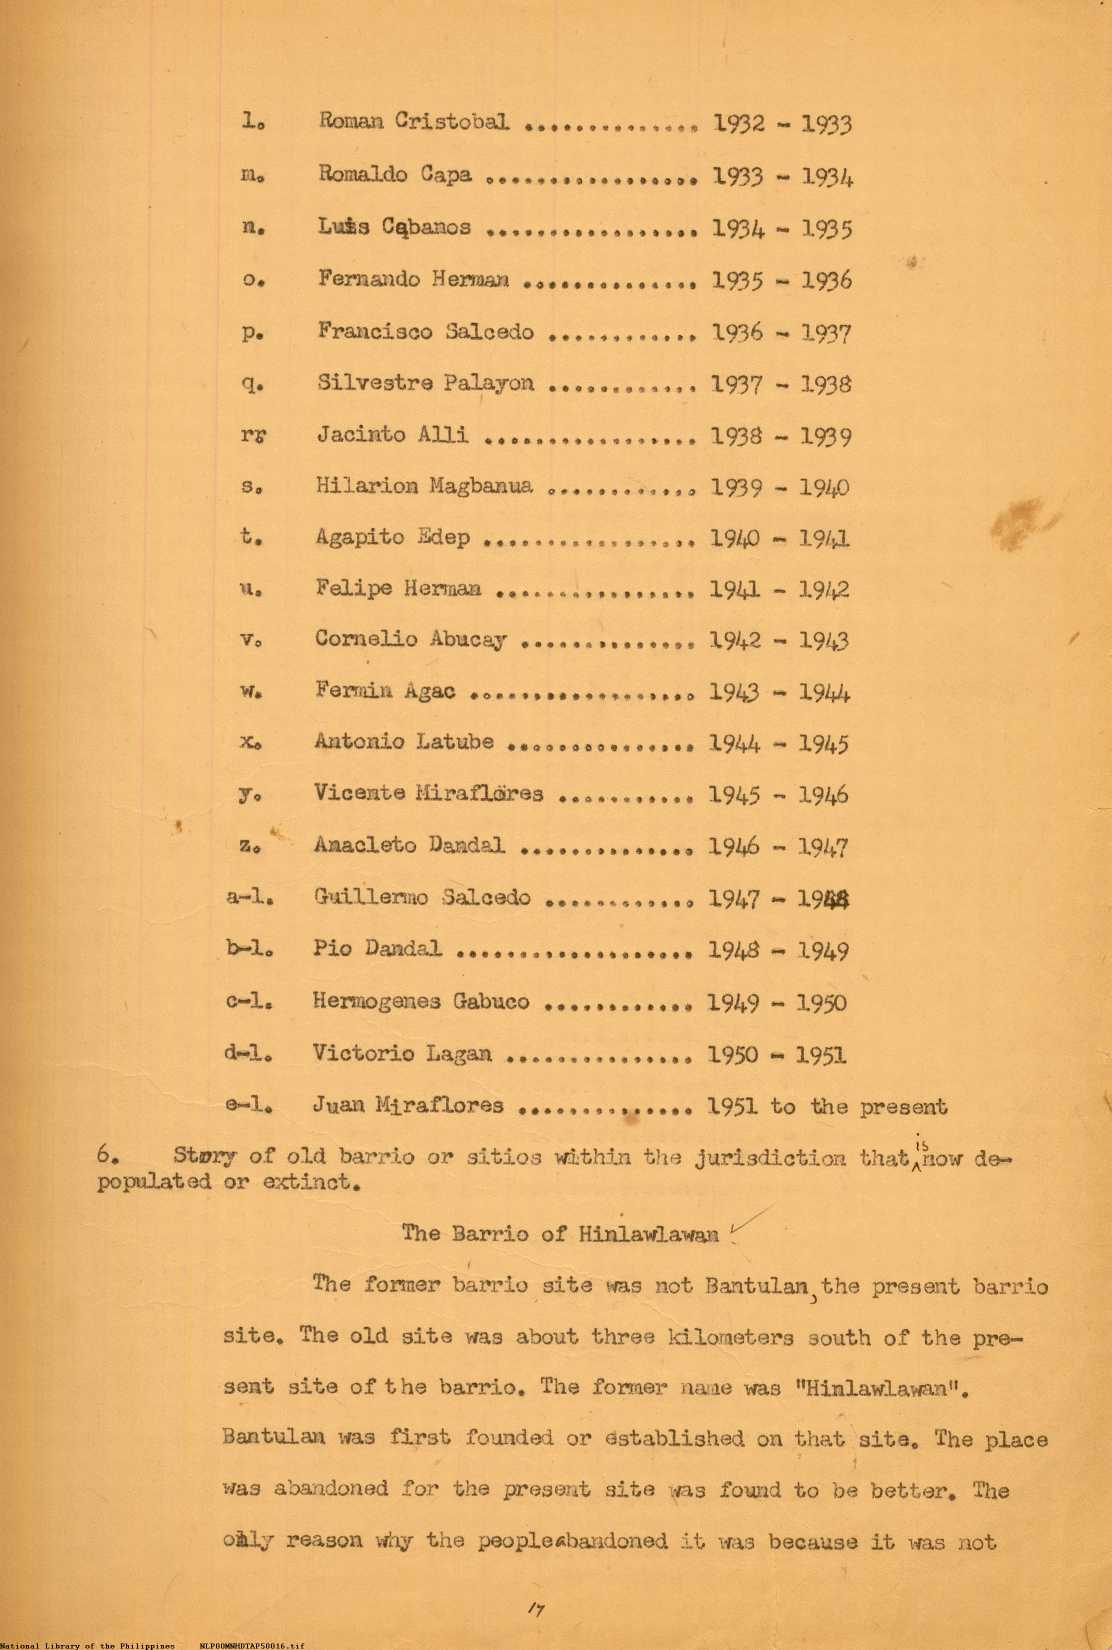 l. Roman Cristobal .............. 1932 - 1933
m. Romaldo Capa ................. 1933 - 1934
n. Luis Cabanos ................. 1934 - 1935
o. Fernando Herman .............. 1935 - 1936
p. Francisco Salcedo ............ 1936 - 1937
q. Silvestre Palayon ............ 1937 - 1938
rr Jacinto Alli ................. 1938 - 1939
s. Hilarion Magbanua ............ 1939 - 1940
t. Agapito Edep ................. 1940 - 1941
u. Felipe Herman ................ 1941 - 1942
v. Cornelio Abucay .............. 1942 - 1943
w. Fermin Agac .................. 1943 - 1944
x. Antonio Latube ............... 1944 - 1945
y. Vicente Miraflores ........... 1945 - 1946
z. Anacleto Dandal .............. 1946 - 1947
a-l. Guillermo Salcedo ............ 1947 - 1948
b-l. Pio Dandal ................... 1948 - 1949
c-l. Hermogenes Gabuco ............ 1949 - 1950
d-l. Victorio Lagan ............... 1950 - 1951
e-l. Juan Miraflores .............. 1951 to the present
6. Story of old barrio or sitios within the jurisdiction that is now de-
populated or extinct.
The Barrio of Hinlawlawan
The former barrio site was not Bantulan, the present barrio
site. The old site was about three kilometers south of the pre-
sent site of the barrio. The former name was "Hinlawlawan".
Bantulan was first founded or established on that site. The place
was abandoned for the present site was found to be better. The
only reason why the people abandoned it was because it was not
17
National Library of the Philippines NLP00MNHDTAP50016.tif